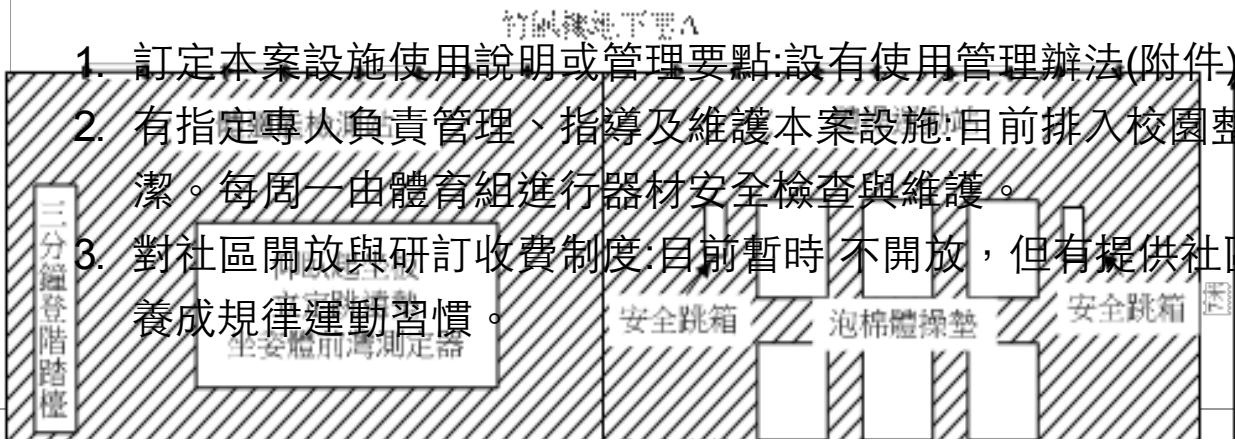 1. 訂定本案設施使用說明或管理要點:設有使用管理辦法(附件)
2. 有指定專人負責管理、指導及維護本案設施:目前排入校園整
潔。每周一由體育組進行器材安全檢查與維護。
3. 對社區開放與研訂收費制度:目前暫時 不開放，但有提供社區
養成規律運動習慣。
三分鐘登階踏檯
坐姿體前灣測定器
安全跳箱
泡棉體操墊
安全跳箱